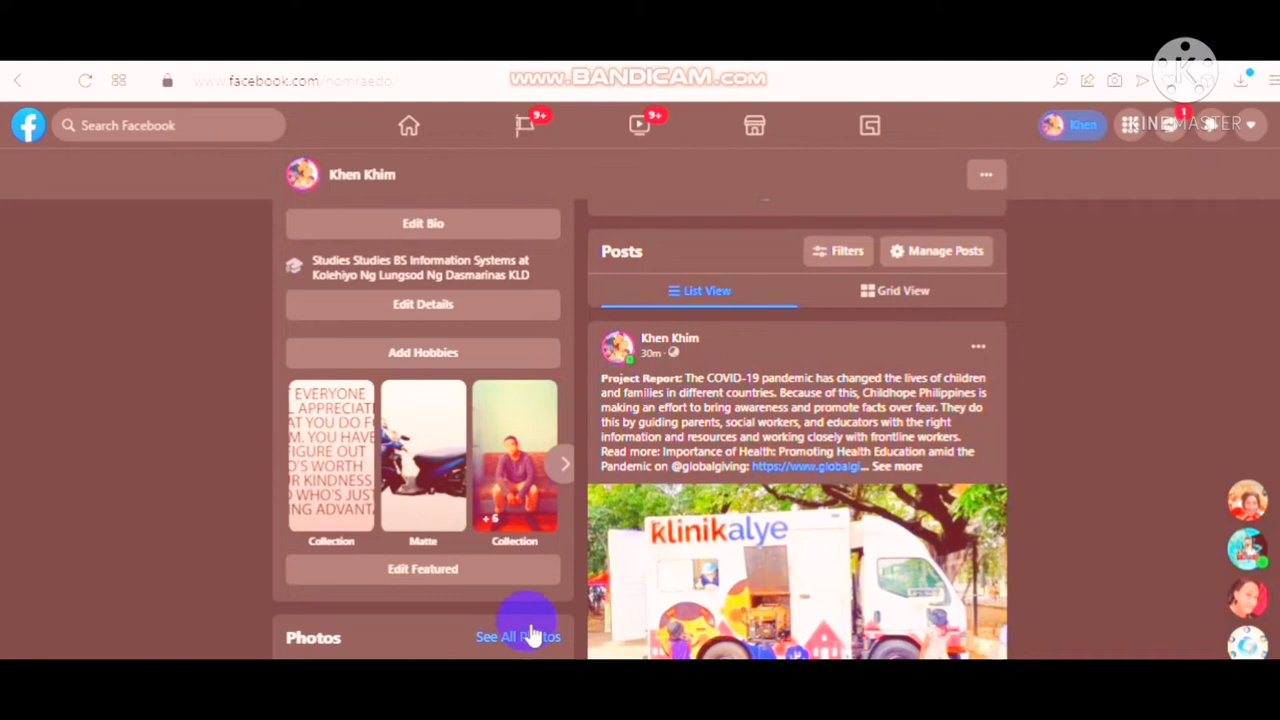 www.facebook.com/nomraedo/
www.BANDICAM.com
K
KINEMASTER
Search Facebook
9+
9+
Khen
1
Khen Khim
Edit Bio
Studies Studies BS Information Systems at
Kolehiyo Ng Lungsod Ng Dasmarinas KLD
Edit Details
Add Hobbies
EVERYONE
APPRECIATE
AT YOU DO F
M. YOU HAVE
FIGURE OUT
O'S WORTH
R KINDNESS
D WHO'S JUST
NG ADVANTA
+6
Collection
Matte
Collection
Edit Featured
Photos
See All Photos
Posts
Filters
Manage Posts
List View
Grid View
Khen Khim
30m
Project Report: The COVID-19 pandemic has changed the lives of children
and families in different countries. Because of this, Childhope Philippines is
making an effort to bring awareness and promote facts over fear. They do
this by guiding parents, social workers, and educators with the right
information and resources and working closely with frontline workers.
Read more: Importance of Health: Promoting Health Education amid the
Pandemic on @globalgiving: https://www.globalgi... See more
klinikalye